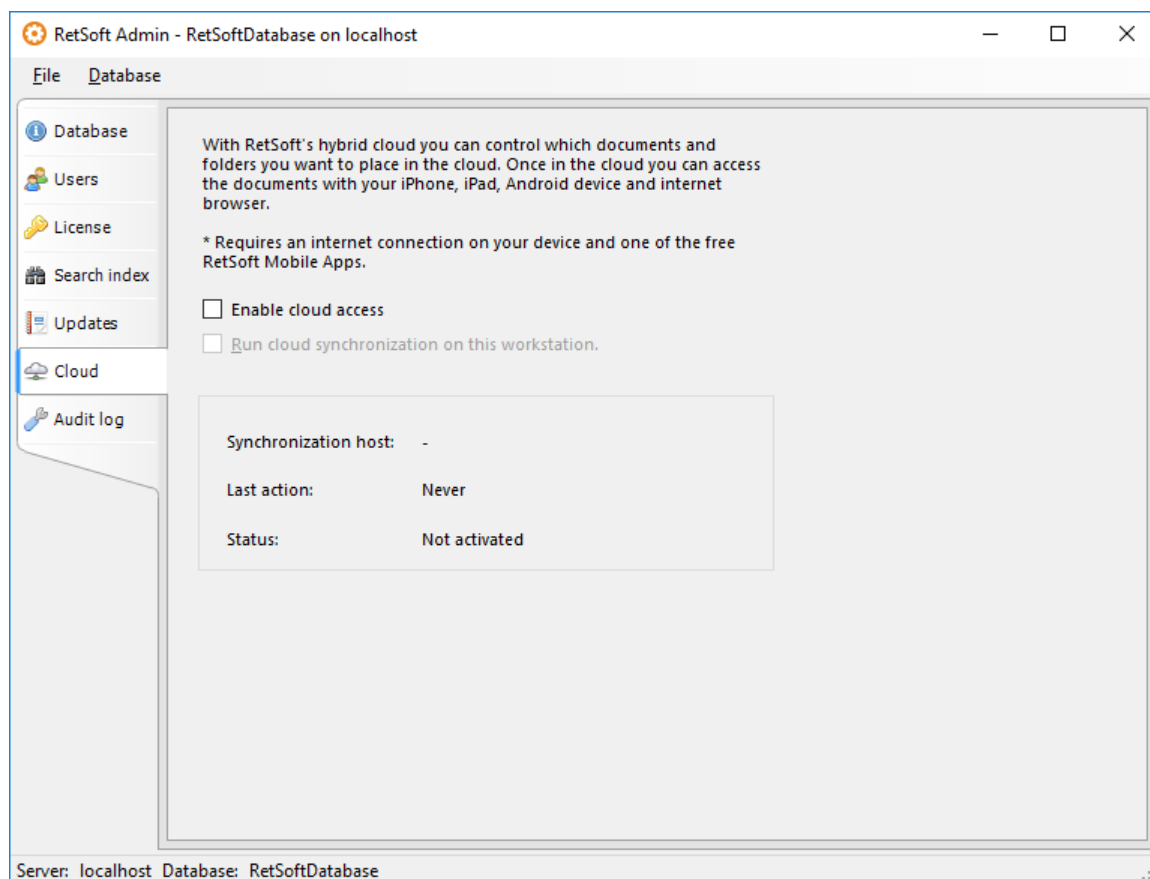 RetSoft Admin - RetSoftDatabase on localhost
File Database
Database
Users
License
Search index
Updates
Cloud
Audit log
With RetSoft's hybrid cloud you can control which documents and
folders you want to place in the cloud. Once in the cloud you can access
the documents with your iPhone, iPad, Android device and internet
browser.
* Requires an internet connection on your device and one of the free
RetSoft Mobile Apps.
Enable cloud access
Run cloud synchronization on this workstation.
Synchronization host: -
Last action: Never
Status: Not activated
Server: localhost Database: RetSoftDatabase